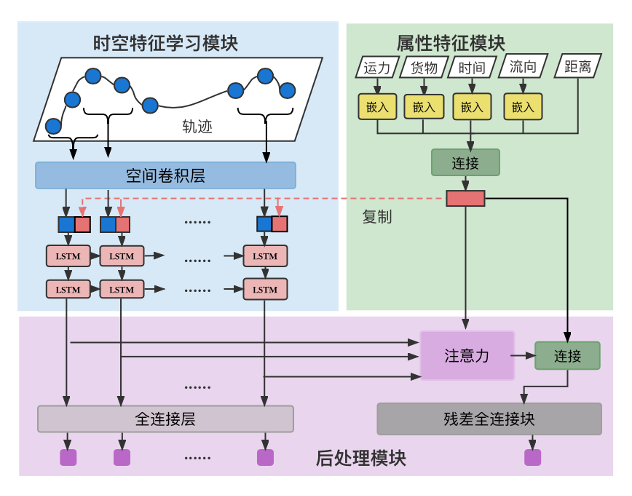 时空特征学习模块
属性特征模块
运力 货物 时间 流向 距离
嵌入 嵌入 嵌入 嵌入
轨迹
连接
空间卷积层
复制
......
LSTM LSTM ...... LSTM
LSTM LSTM ...... LSTM
注意力
连接
......
全连接层
残差全连接块
......
后处理模块